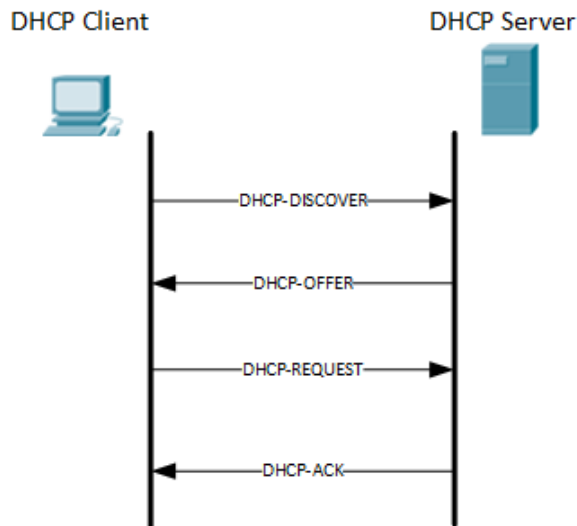 DHCP Client
DHCP Server
DHCP-DISCOVER
DHCP-OFFER
DHCP-REQUEST
DHCP-ACK